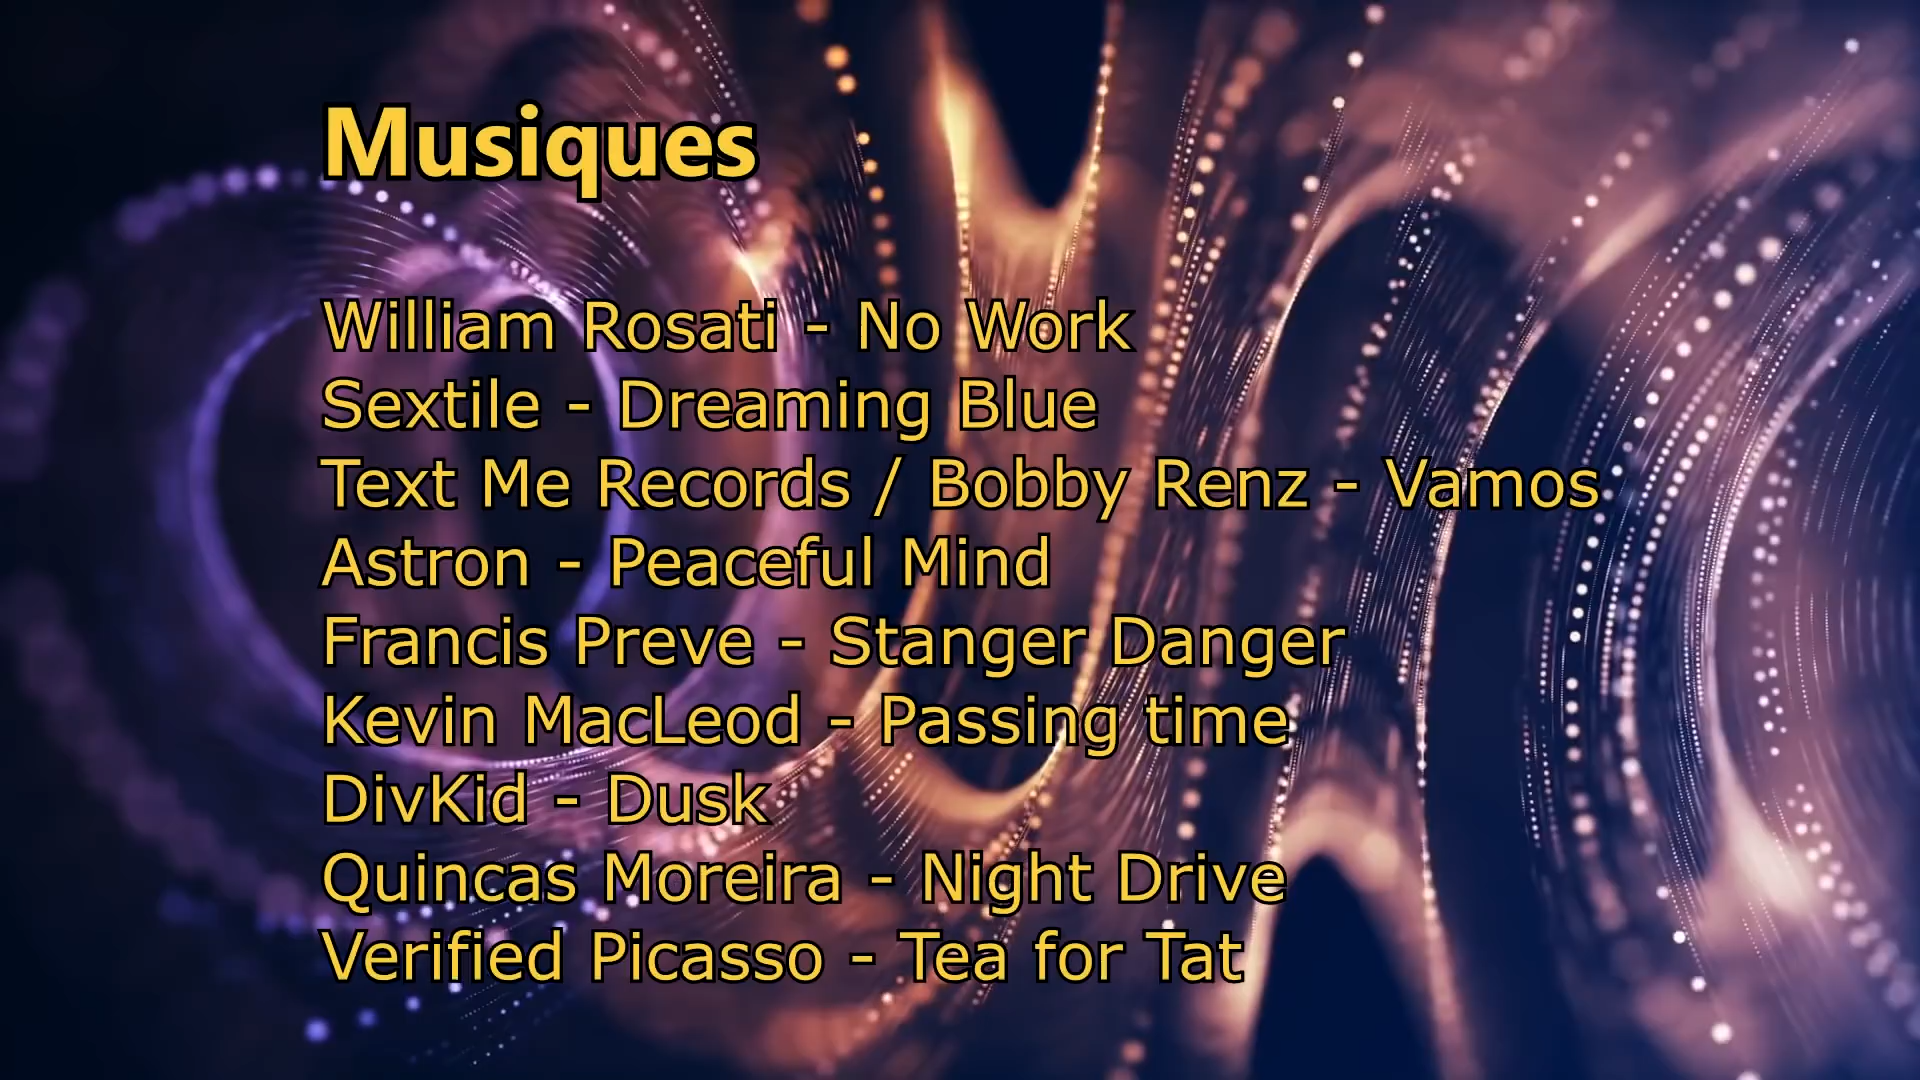 Musiques
William Rosati - No Work
Sextile - Dreaming Blue
Text Me Records / Bobby Renz - Vamos
Astron - Peaceful Mind
Francis Preve - Stanger Danger
Kevin MacLeod - Passing time
DivKid - Dusk
Quincas Moreira - Night Drive
Verified Picasso - Tea for Tat